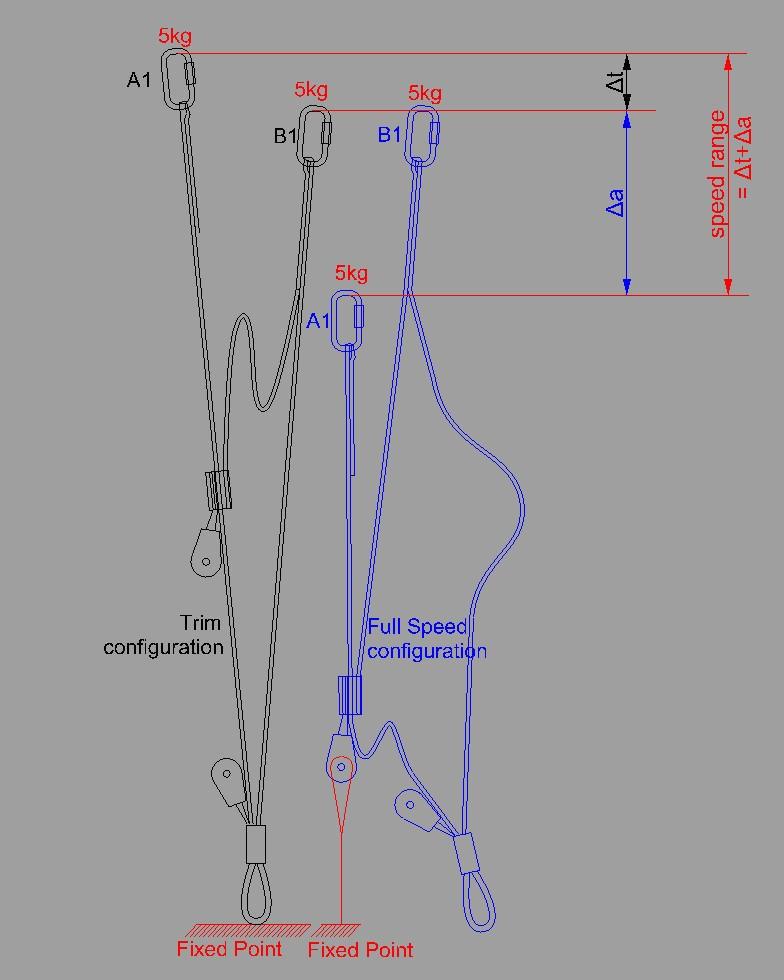 5kg
A1
5kg
B1
5kg
B1
Δt
Δa
speed range
= Δt+Δa
5kg
A1
Trim
configuration
Full Speed
configuration
Fixed Point
Fixed Point